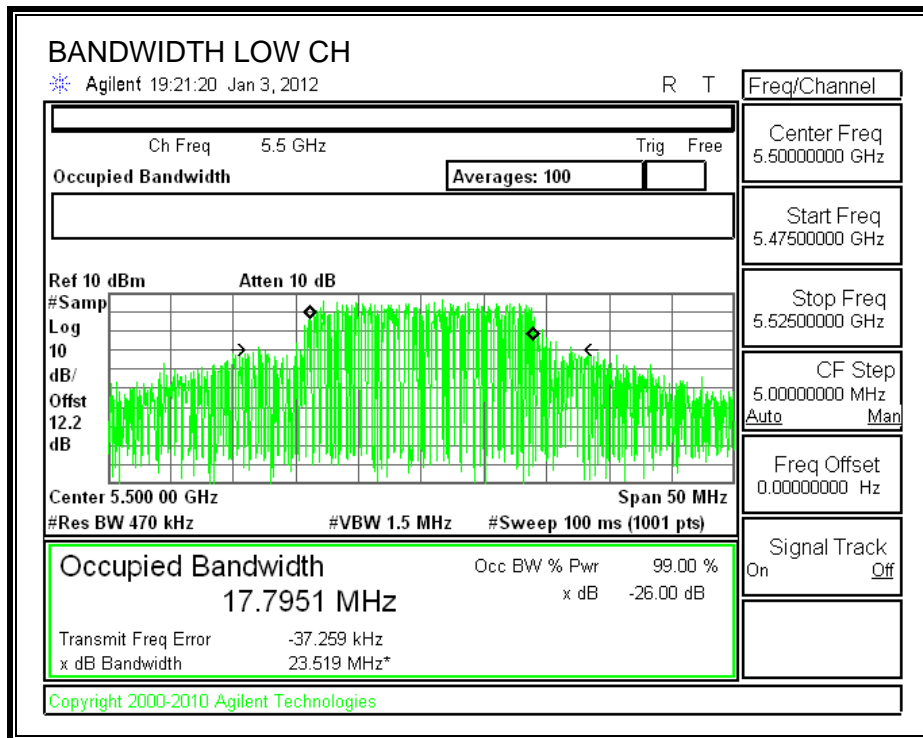 BANDWIDTH LOW CH
Agilent 19:21:20 Jan 3, 2012 R T
Ch Freq 5.5 GHz Trig Free
Occupied Bandwidth Averages: 100
Ref 10 dBm Atten 10 dB
#Samp
Log
10
dB/
Offst
12.2
dB
Center 5.500 00 GHz Span 50 MHz
#Res BW 470 kHz #VBW 1.5 MHz #Sweep 100 ms (1001 pts)
Occupied Bandwidth Occ BW % Pwr 99.00 %
17.7951 MHz x dB -26.00 dB
Transmit Freq Error -37.259 kHz
x dB Bandwidth 23.519 MHz*
Copyright 2000-2010 Agilent Technologies
Freq/Channel
Center Freq
5.50000000 GHz
Start Freq
5.47500000 GHz
Stop Freq
5.52500000 GHz
CF Step
5.00000000 MHz
Auto Man
Freq Offset
0.00000000 Hz
Signal Track
On Off